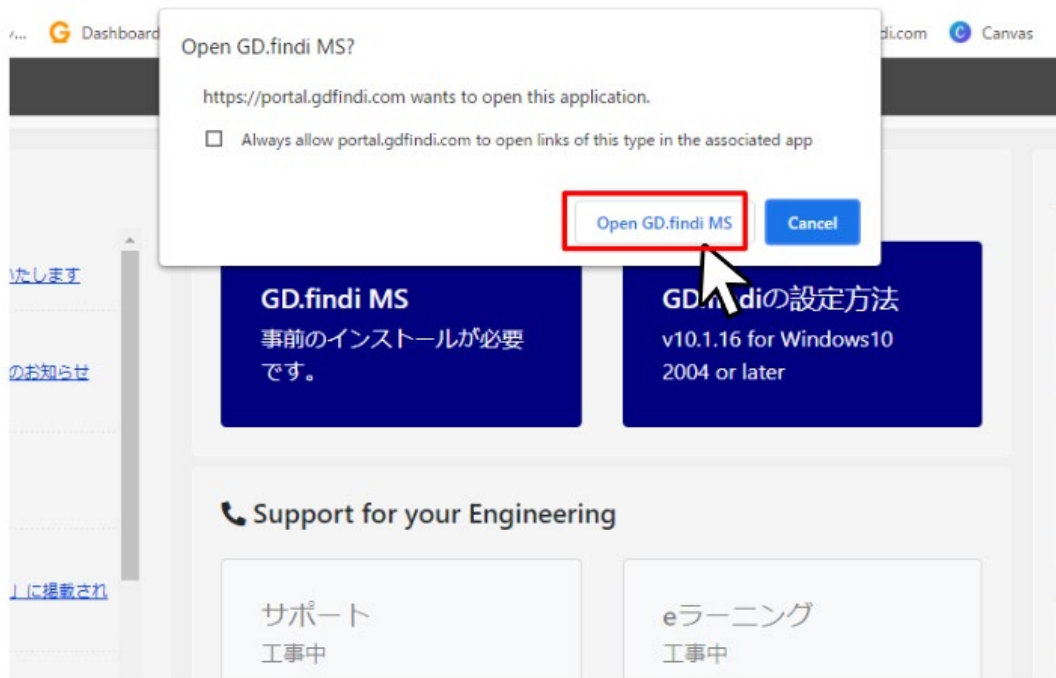 Dashboard
di.com
Canvas
Open GD.findi MS?
https://portal.gdfindi.com wants to open this application.
Always allow portal.gdfindi.com to open links of this type in the associated app
Open GD.findi MS
Cancel
いたします
のお知らせ
」に掲載され
GD.findi MS
事前のインストールが必要
です。
GD.findiの設定方法
v10.1.16 for Windows10
2004 or later
Support for your Engineering
サポート
工事中
eラーニング
工事中